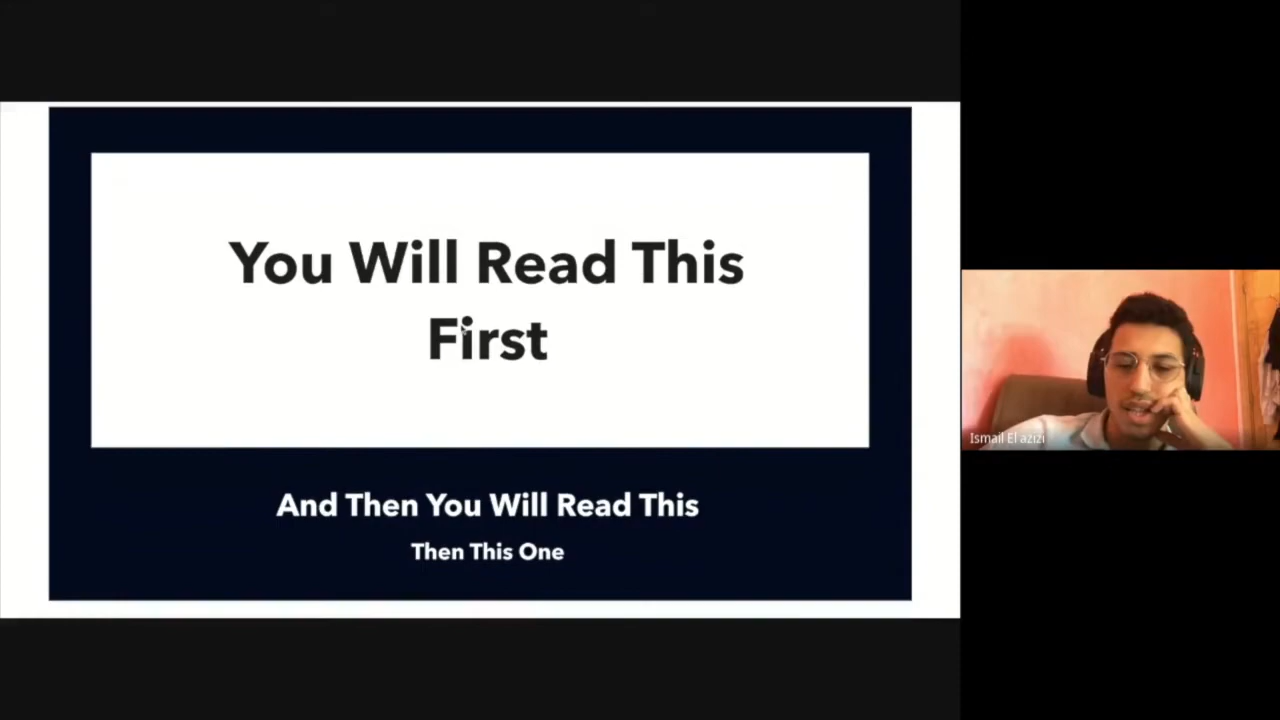 You Will Read This
First
And Then You Will Read This
Then This One
Ismail El azizi